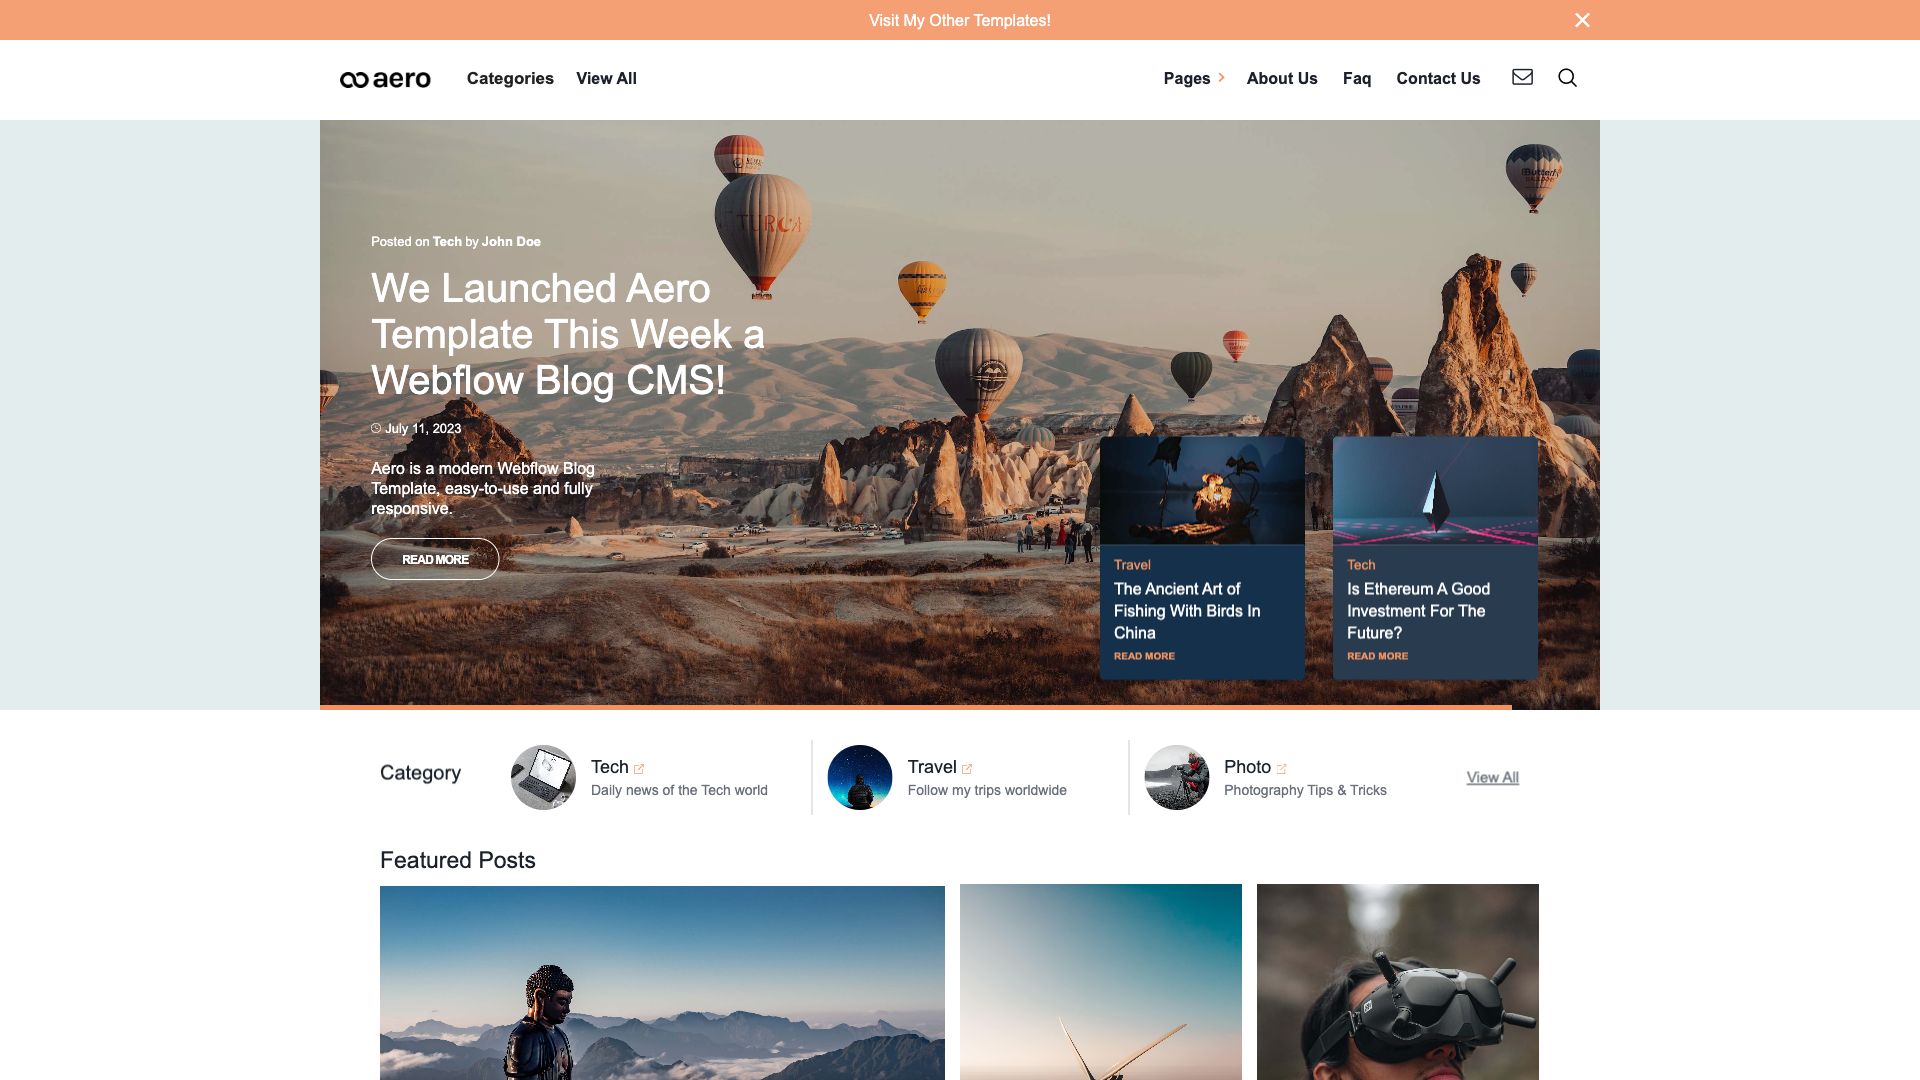 Visit My Other Templates!
aero
Categories
View All
Pages
About Us
Faq
Contact Us
Posted on Tech by John Doe
We Launched Aero
Template This Week a
Webflow Blog CMS!
July 11, 2023
Aero is a modern Webflow Blog
Template, easy-to-use and fully
responsive.
READ MORE
Travel
The Ancient Art of
Fishing With Birds In
China
READ MORE
Tech
Is Ethereum A Good
Investment For The
Future?
READ MORE
Category
Tech
Daily news of the Tech world
Travel
Follow my trips worldwide
Photo
Photography Tips & Tricks
View All
Featured Posts